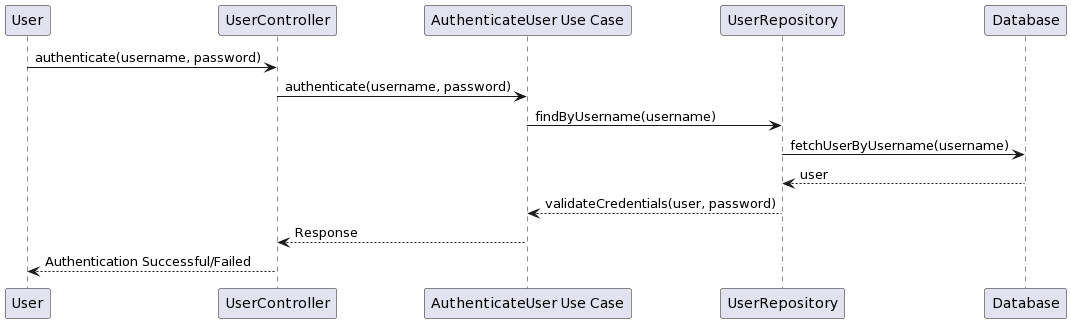 User
UserController
AuthenticateUser Use Case
UserRepository
Database
authenticate(username, password)
authenticate(username, password)
findByUsername(username)
fetchUserByUsername(username)
user
validateCredentials(user, password)
Response
Authentication Successful/Failed
User
UserController
AuthenticateUser Use Case
UserRepository
Database